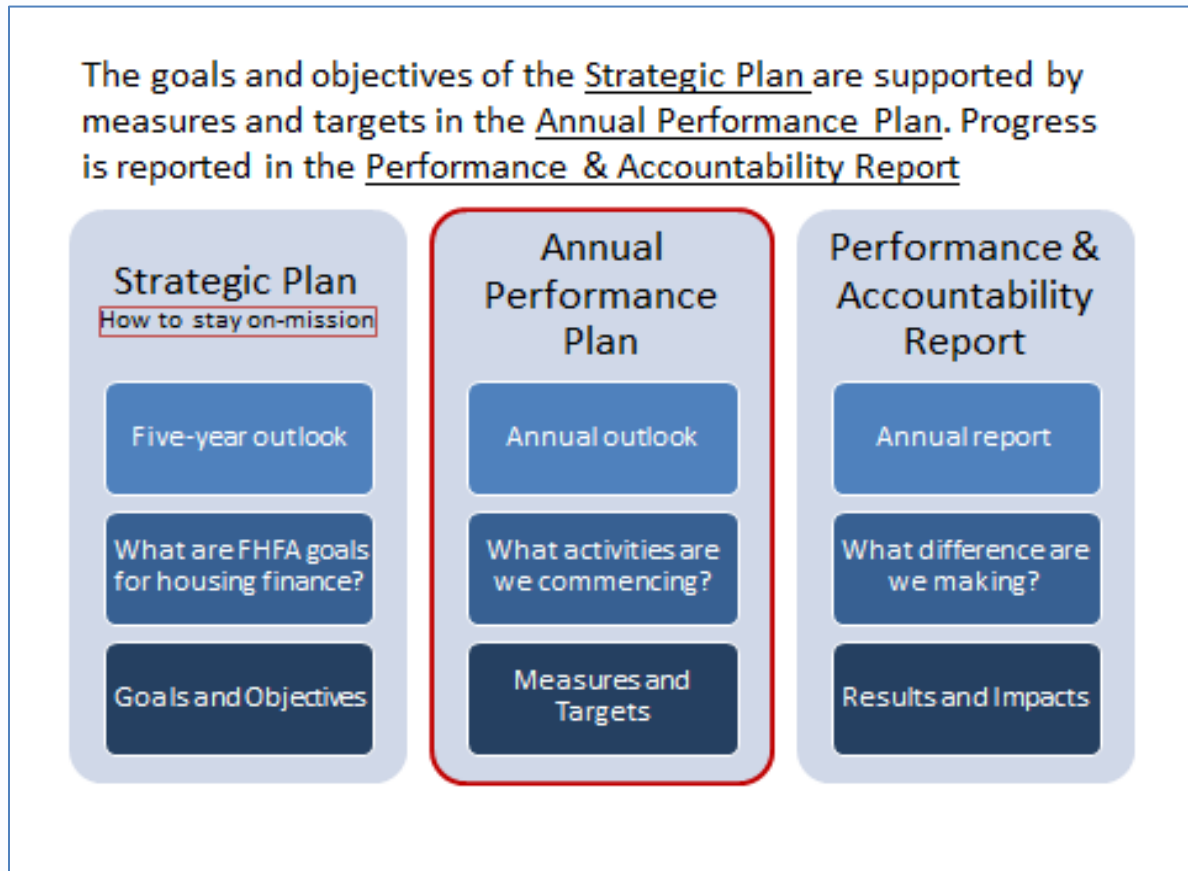 The goals and objectives of the Strategic Plan are supported by
measures and targets in the Annual Performance Plan. Progress
is reported in the Performance & Accountability Report
Strategic Plan
How to stay on-mission
Five-year outlook
What are FHFA goals
for housing finance?
Goals and Objectives
Annual
Performance
Plan
Annual outlook
What activities are
we commencing?
Measures and
Targets
Performance &
Accountability
Report
Annual report
What difference are
we making?
Results and Impacts